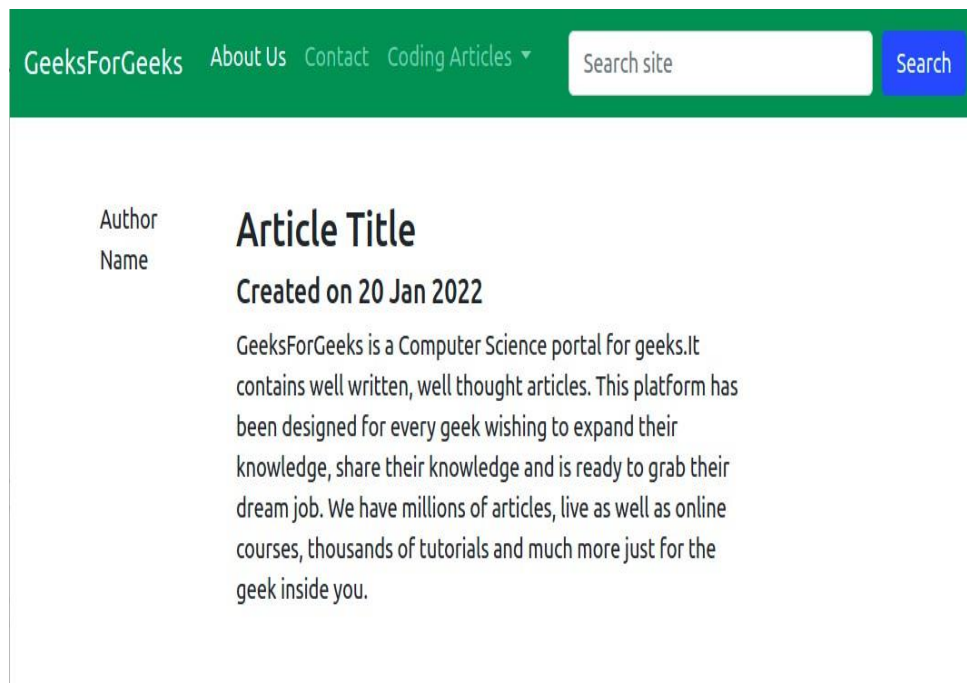 GeeksForGeeks About Us Contact Coding Articles Search site Search
Author
Name
Article Title
Created on 20 Jan 2022
GeeksForGeeks is a Computer Science portal for geeks.It
contains well written, well thought articles. This platform has
been designed for every geek wishing to expand their
knowledge, share their knowledge and is ready to grab their
dream job. We have millions of articles, live as well as online
courses, thousands of tutorials and much more just for the
geek inside you.